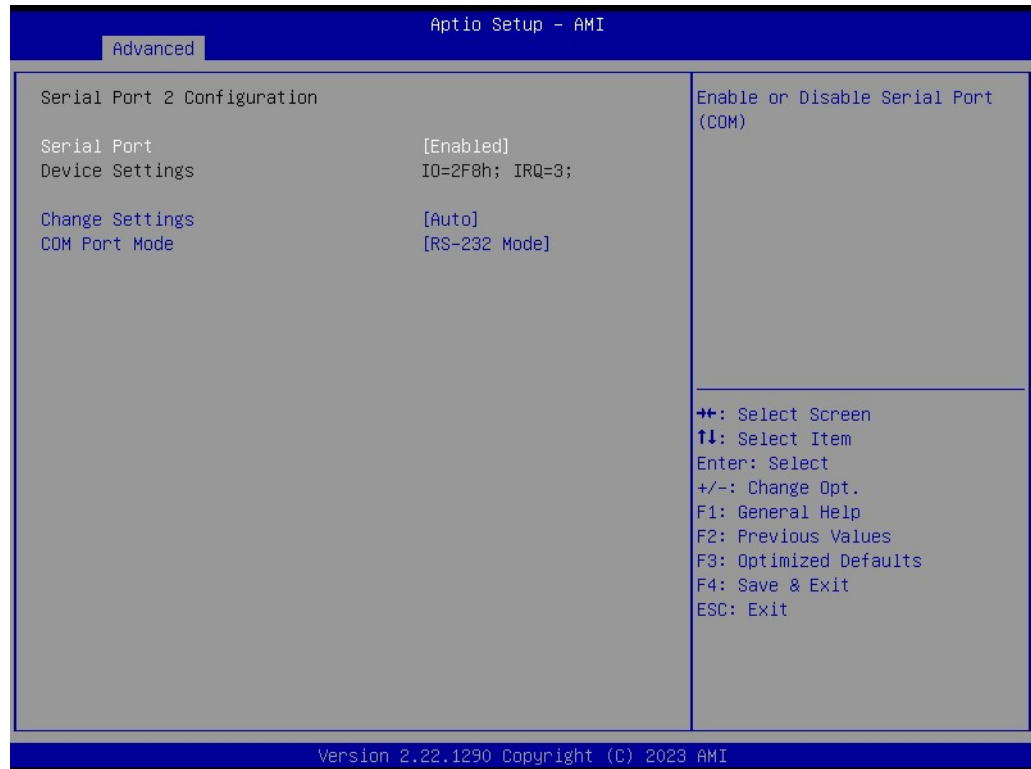 Aptio Setup – AMI
Advanced
Serial Port 2 Configuration
Serial Port [Enabled]
Device Settings IO=2F8h; IRQ=3;
Change Settings [Auto]
COM Port Mode [RS-232 Mode]
Enable or Disable Serial Port
(COM)
→←: Select Screen
↑↓: Select Item
Enter: Select
+/-: Change Opt.
F1: General Help
F2: Previous Values
F3: Optimized Defaults
F4: Save & Exit
ESC: Exit
Version 2.22.1290 Copyright (C) 2023 AMI